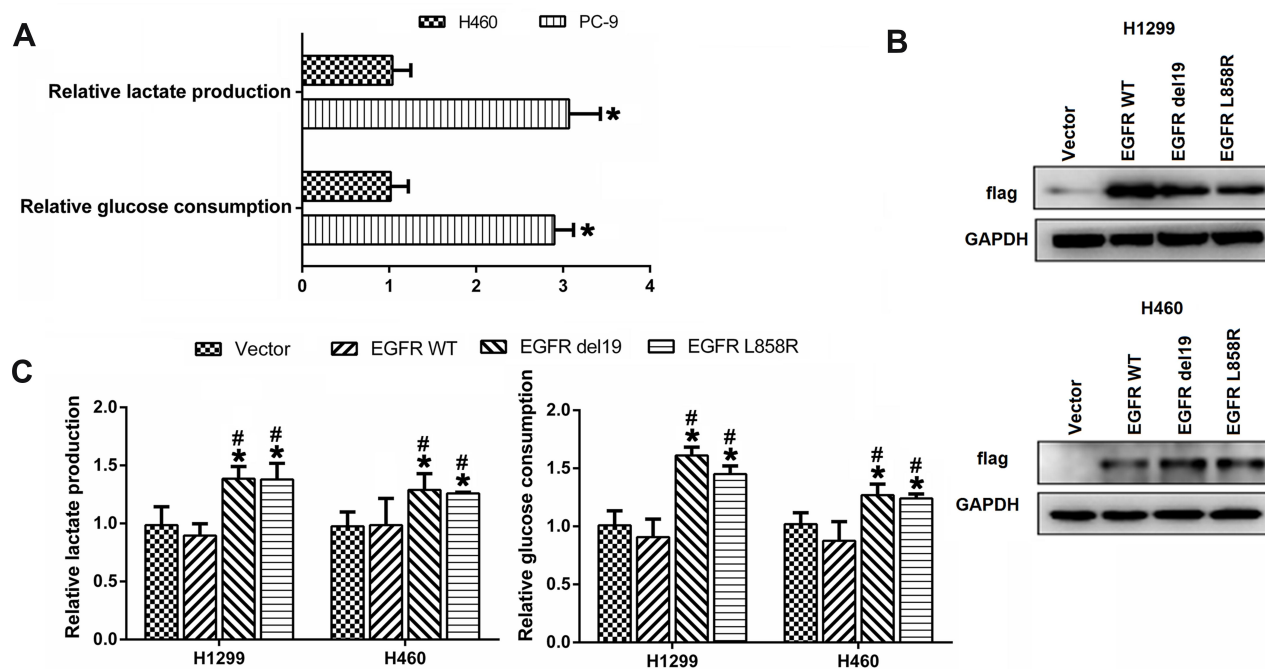 A
H460 PC-9
Relative lactate production
*
Relative glucose consumption
*
0 1 2 3 4
B
H1299
Vector EGFR WT EGFR del19 EGFR L858R
flag
GAPDH
H460
Vector EGFR WT EGFR del19 EGFR L858R
flag
GAPDH
C
Vector EGFR WT EGFR del19 EGFR L858R
Relative lactate production
2.0
1.5
1.0
0.5
0.0
# # # #
* * * *
H1299 H460
Relative glucose consumption
2.0
1.5
1.0
0.5
0.0
# # # #
* * * *
H1299 H460